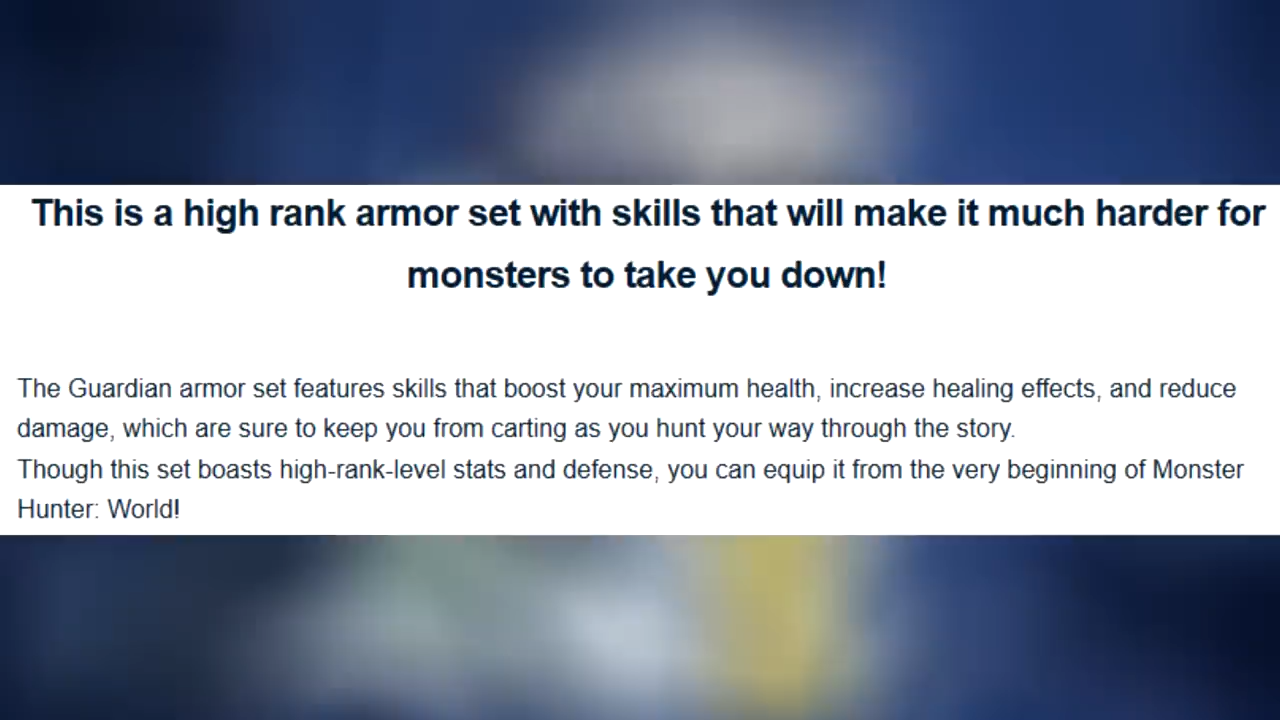 This is a high rank armor set with skills that will make it much harder for
monsters to take you down!
The Guardian armor set features skills that boost your maximum health, increase healing effects, and reduce
damage, which are sure to keep you from carting as you hunt your way through the story.
Though this set boasts high-rank-level stats and defense, you can equip it from the very beginning of Monster
Hunter: World!